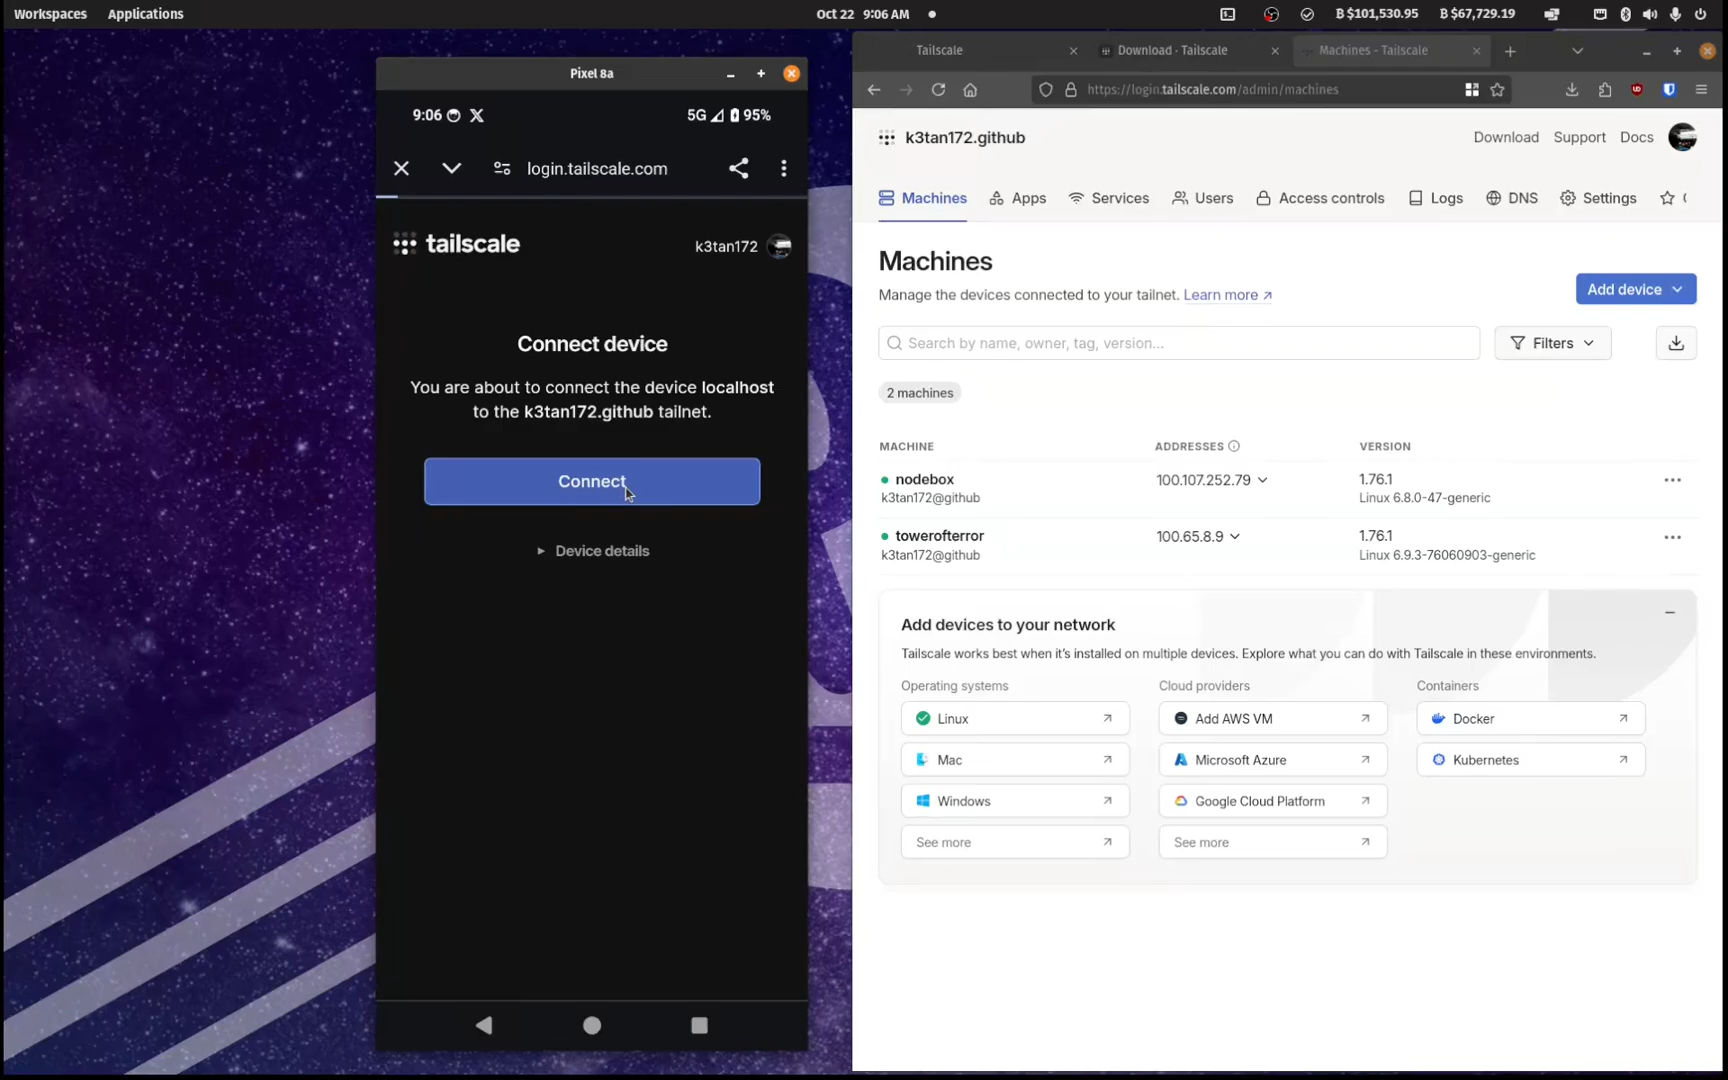 Workspaces Applications Oct 22 9:06 AM ₿ $101,530.95 ₿ $67,729.19
Pixel 8a
9:06 5G 95%
login.tailscale.com
tailscale k3tan172
Connect device
You are about to connect the device localhost
to the k3tan172.github tailnet.
Connect
Device details
Tailscale Download · Tailscale Machines - Tailscale
https://login.tailscale.com/admin/machines
k3tan172.github Download Support Docs
Machines Apps Services Users Access controls Logs DNS Settings
Machines
Manage the devices connected to your tailnet. Learn more ↗
Add device
Search by name, owner, tag, version...
Filters
2 machines
MACHINE ADDRESSES VERSION
nodebox 100.107.252.79 1.76.1
k3tan172@github Linux 6.8.0-47-generic
towerofterror 100.65.8.9 1.76.1
k3tan172@github Linux 6.9.3-76060903-generic
Add devices to your network
Tailscale works best when it's installed on multiple devices. Explore what you can do with Tailscale in these environments.
Operating systems Cloud providers Containers
Linux Add AWS VM Docker
Mac Microsoft Azure Kubernetes
Windows Google Cloud Platform
See more See more